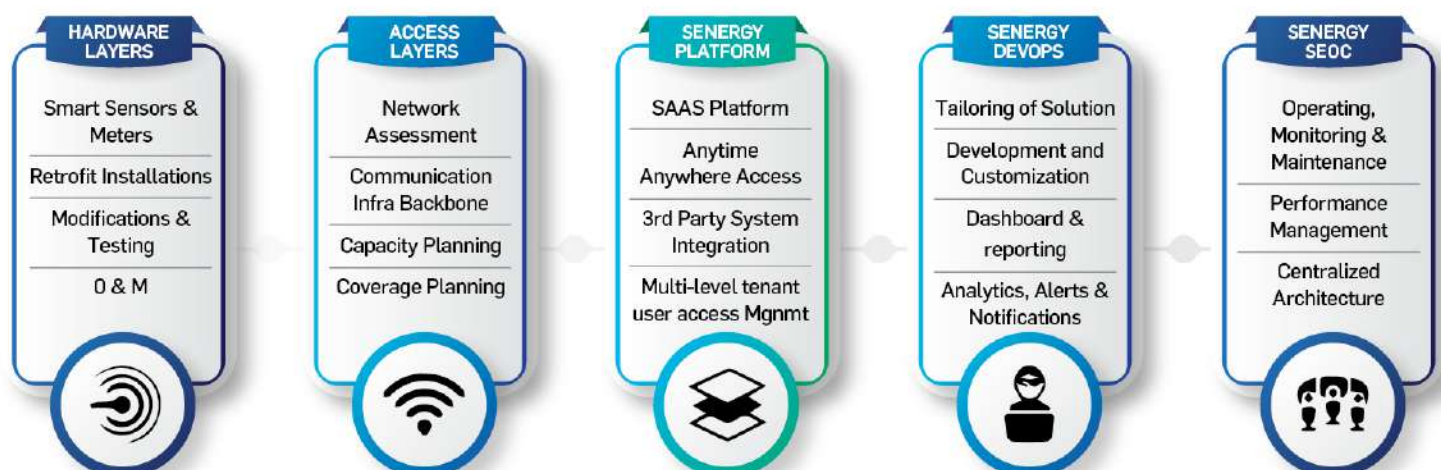 HARDWARE
LAYERS
Smart Sensors &
Meters
Retrofit Installations
Modifications &
Testing
O & M
ACCESS
LAYERS
Network
Assessment
Communication
Infra Backbone
Capacity Planning
Coverage Planning
SENERGY
PLATFORM
SAAS Platform
Anytime
Anywhere Access
3rd Party System
Integration
Multi-level tenant
user access Mgnmt
SENERGY
DEVOPS
Tailoring of Solution
Development and
Customization
Dashboard &
reporting
Analytics, Alerts &
Notifications
SENERGY
SEOC
Operating,
Monitoring &
Maintenance
Performance
Management
Centralized
Architecture